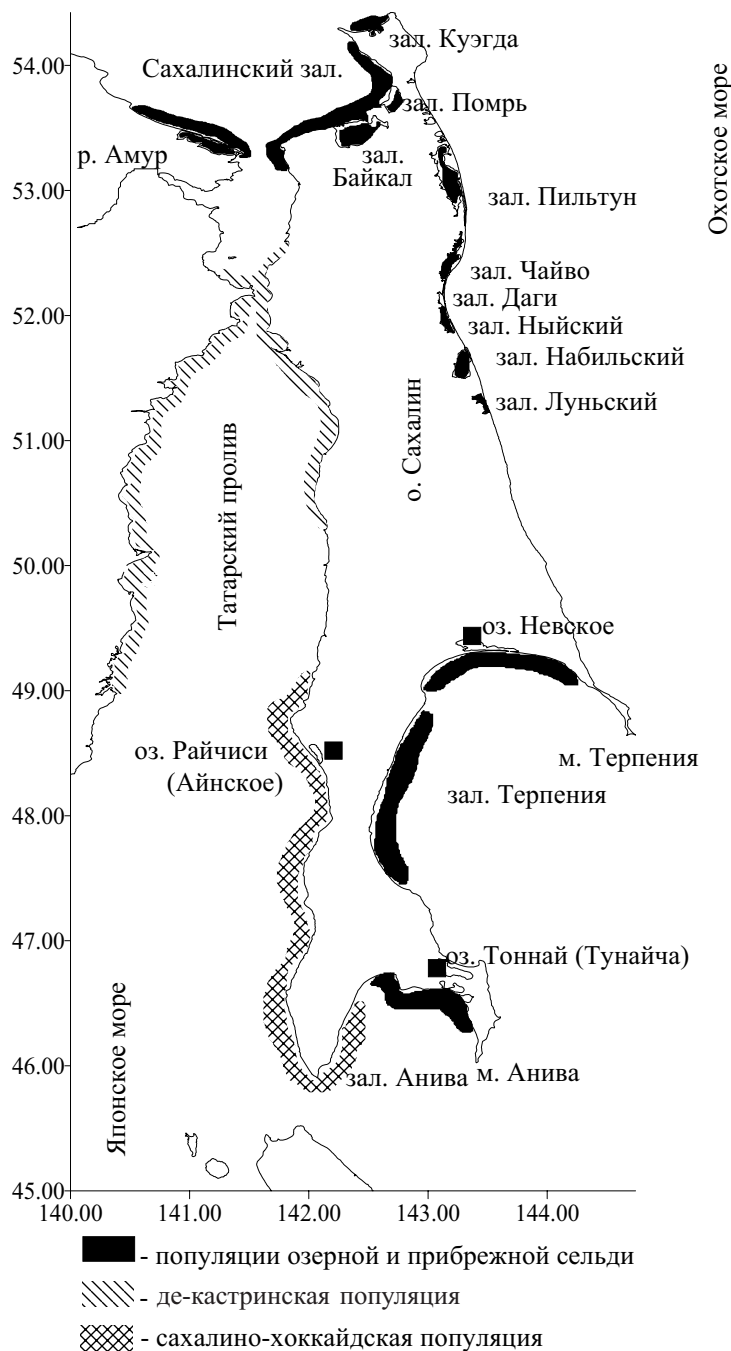 54.00
53.00
52.00
51.00
50.00
49.00
48.00
47.00
46.00
45.00
140.00 141.00 142.00 143.00 144.00
зал. Куэгда
Сахалинский зал.
зал. Помрь
р. Амур
зал.
Байкал
Охотское море
зал. Пильтун
зал. Чайво
зал. Даги
зал. Ныйский
зал. Набильский
зал. Луньский
о. Сахалин
Татарский пролив
оз. Невское
м. Терпения
оз. Райчиси
(Айнское)
зал. Терпения
оз. Тоннай (Тунайча)
Японское море
зал. Анива
м. Анива
- популяции озерной и прибрежной сельди
- де-кастринская популяция
- сахалино-хоккайдская популяция